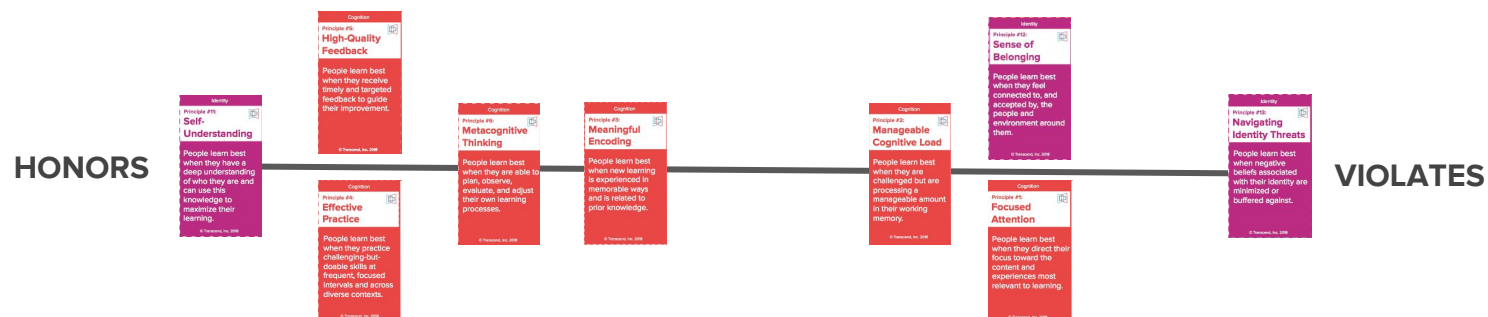 HONORS
Identity
Principle #11:
Self-
Understanding
People learn best
when they have a
deep understanding
of who they are and
can use this
knowledge to
maximize their
learning.
© Transcend, Inc. 2018
Cognition
Principle #5:
High-Quality
Feedback
People learn best
when they receive
timely and targeted
feedback to guide
their improvement.
© Transcend, Inc. 2018
Cognition
Principle #4:
Effective
Practice
People learn best
when they practice
challenging-but-
doable skills at
frequent, focused
intervals and across
diverse contexts.
© Transcend, Inc. 2018
Cognition
Principle #6:
Metacognitive
Thinking
People learn best
when they are able to
plan, observe,
evaluate, and adjust
their own learning
processes.
© Transcend, Inc. 2018
Cognition
Principle #3:
Meaningful
Encoding
People learn best
when new learning
is experienced in
memorable ways
and is related to
prior knowledge.
© Transcend, Inc. 2018
Cognition
Principle #2:
Manageable
Cognitive Load
People learn best
when they are
challenged but are
processing a
manageable amount
in their working
memory.
© Transcend, Inc. 2018
Identity
Principle #12:
Sense of
Belonging
People learn best
when they feel
connected to, and
accepted by, the
people and
environment around
them.
© Transcend, Inc. 2018
Cognition
Principle #1:
Focused
Attention
People learn best
when they direct their
focus toward the
content and
experiences most
relevant to learning.
© Transcend, Inc. 2018
Identity
Principle #13:
Navigating
Identity Threats
People learn best
when negative
beliefs associated
with their identity are
minimized or
buffered against.
© Transcend, Inc. 2018
VIOLATES